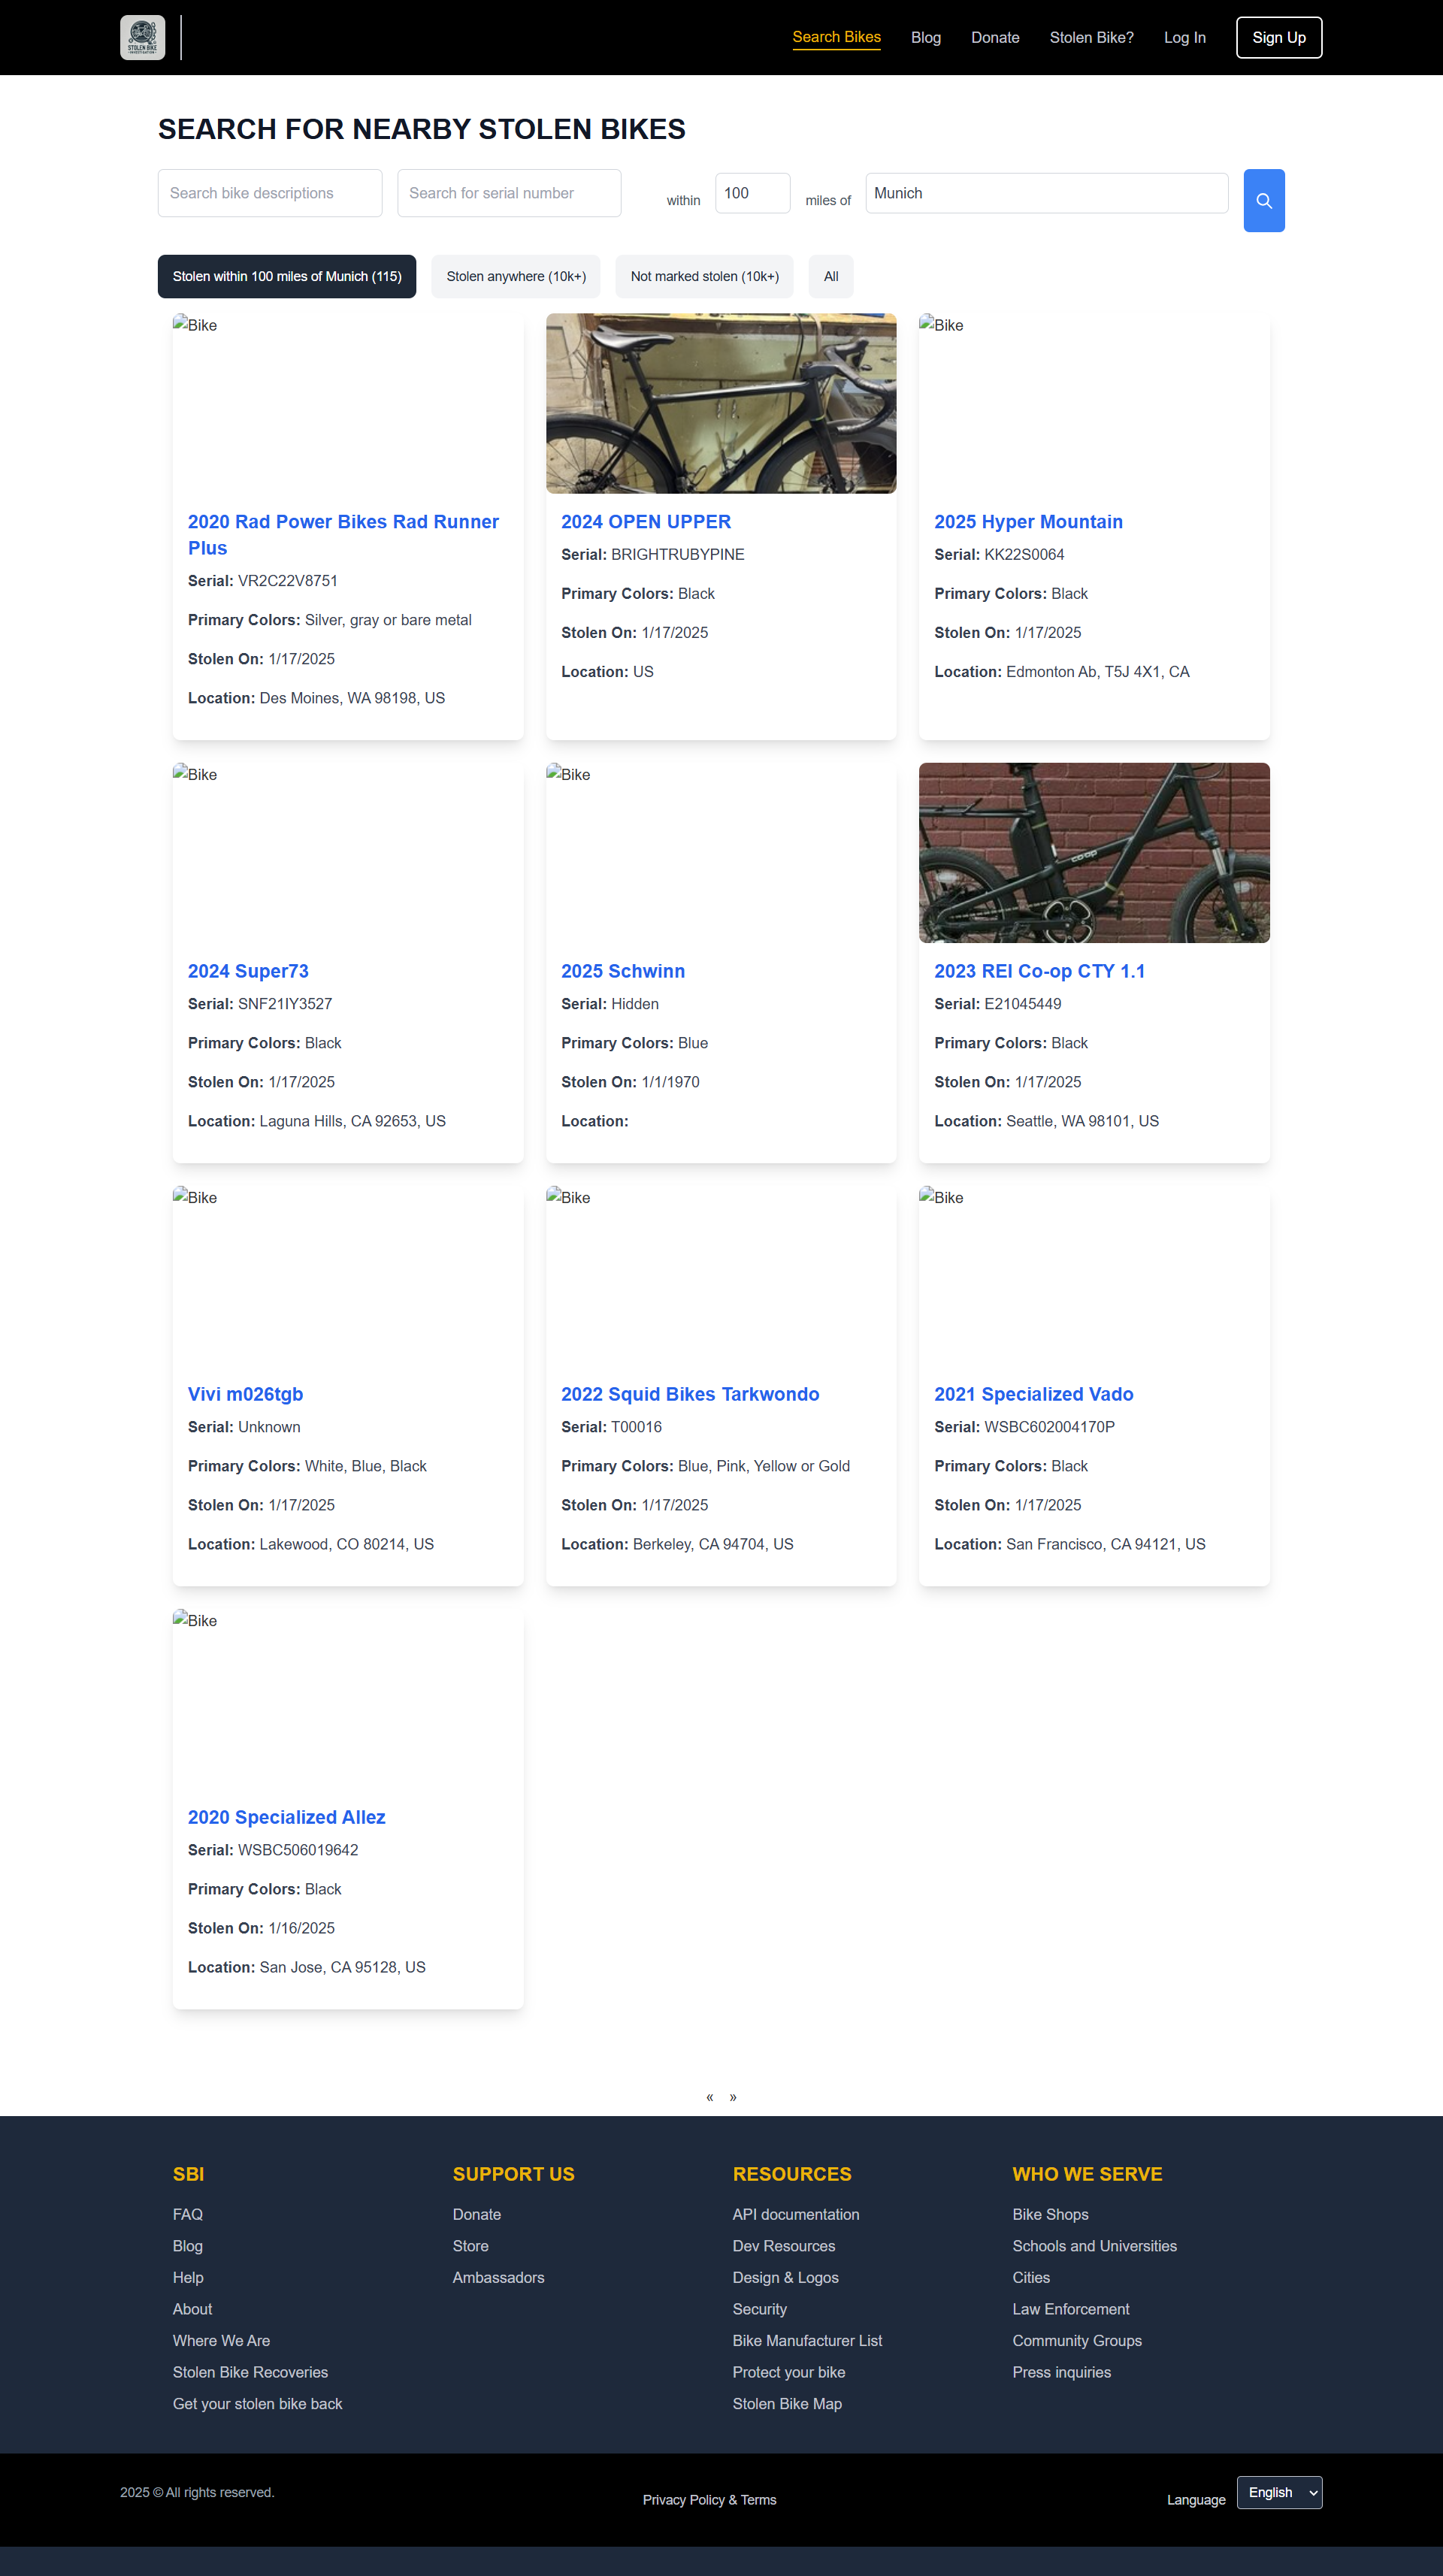 STOLEN BIKE
INVESTIGATION
Search Bikes
Blog
Donate
Stolen Bike?
Log In
Sign Up
SEARCH FOR NEARBY STOLEN BIKES
Search bike descriptions
Search for serial number
within
100
miles of
Munich
Stolen within 100 miles of Munich (115)
Stolen anywhere (10k+)
Not marked stolen (10k+)
All
Bike
2020 Rad Power Bikes Rad Runner
Plus
Serial: VR2C22V8751
Primary Colors: Silver, gray or bare metal
Stolen On: 1/17/2025
Location: Des Moines, WA 98198, US
2024 OPEN UPPER
Serial: BRIGHTRUBYPINE
Primary Colors: Black
Stolen On: 1/17/2025
Location: US
Bike
2025 Hyper Mountain
Serial: KK22S0064
Primary Colors: Black
Stolen On: 1/17/2025
Location: Edmonton Ab, T5J 4X1, CA
Bike
2024 Super73
Serial: SNF21IY3527
Primary Colors: Black
Stolen On: 1/17/2025
Location: Laguna Hills, CA 92653, US
Bike
2025 Schwinn
Serial: Hidden
Primary Colors: Blue
Stolen On: 1/1/1970
Location:
co-op
2023 REI Co-op CTY 1.1
Serial: E21045449
Primary Colors: Black
Stolen On: 1/17/2025
Location: Seattle, WA 98101, US
Bike
Vivi m026tgb
Serial: Unknown
Primary Colors: White, Blue, Black
Stolen On: 1/17/2025
Location: Lakewood, CO 80214, US
Bike
2022 Squid Bikes Tarkwondo
Serial: T00016
Primary Colors: Blue, Pink, Yellow or Gold
Stolen On: 1/17/2025
Location: Berkeley, CA 94704, US
Bike
2021 Specialized Vado
Serial: WSBC602004170P
Primary Colors: Black
Stolen On: 1/17/2025
Location: San Francisco, CA 94121, US
Bike
2020 Specialized Allez
Serial: WSBC506019642
Primary Colors: Black
Stolen On: 1/16/2025
Location: San Jose, CA 95128, US
« »
SBI
FAQ
Blog
Help
About
Where We Are
Stolen Bike Recoveries
Get your stolen bike back
SUPPORT US
Donate
Store
Ambassadors
RESOURCES
API documentation
Dev Resources
Design & Logos
Security
Bike Manufacturer List
Protect your bike
Stolen Bike Map
WHO WE SERVE
Bike Shops
Schools and Universities
Cities
Law Enforcement
Community Groups
Press inquiries
2025 © All rights reserved.
Privacy Policy & Terms
Language
English